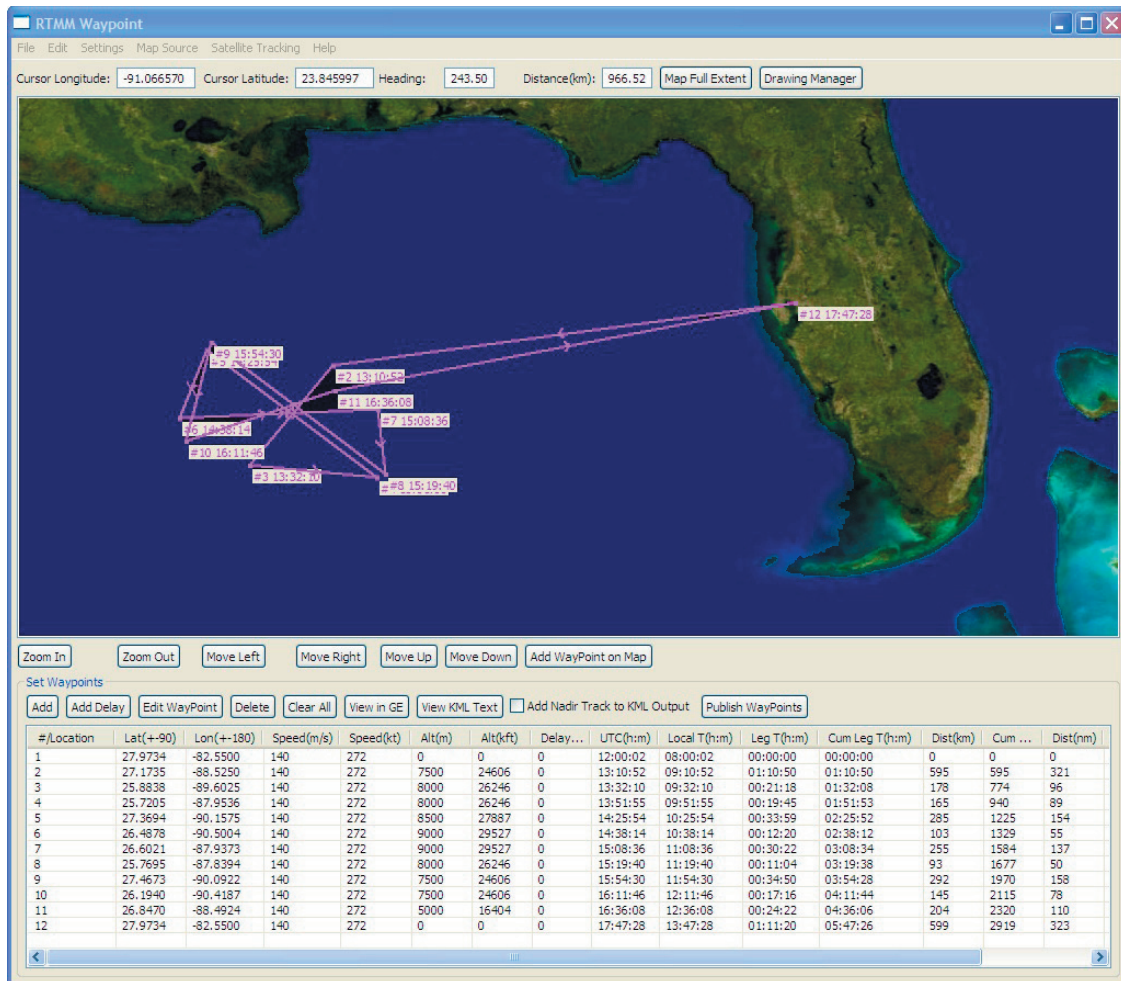 RTMM Waypoint
File Edit Settings Map Source Satellite Tracking Help
Cursor Longitude: -91.066570 Cursor Latitude: 23.845997 Heading: 243.50 Distance(km): 966.52 Map Full Extent Drawing Manager
#12 17:47:28
#9 15:54:30
#2 13:10:52
#11 16:36:08
#7 15:08:36
#6 14:38:14
#10 16:11:46
#3 13:32:10
#8 15:19:40
Zoom In Zoom Out Move Left Move Right Move Up Move Down Add WayPoint on Map
Set Waypoints
Add Add Delay Edit WayPoint Delete Clear All View in GE View KML Text Add Nadir Track to KML Output Publish WayPoints
#/Location Lat(+-90) Lon(+-180) Speed(m/s) Speed(kt) Alt(m) Alt(kft) Delay... UTC(h:m) Local T(h:m) Leg T(h:m) Cum Leg T(h:m) Dist(km) Cum ... Dist(nm)
1 27.9734 -82.5500 140 272 0 0 0 12:00:02 08:00:02 00:00:00 00:00:00 0 0 0
2 27.1735 -88.5250 140 272 7500 24606 0 13:10:52 09:10:52 01:10:50 01:10:50 595 595 321
3 25.8838 -89.6025 140 272 8000 26246 0 13:32:10 09:32:10 00:21:18 01:32:08 178 774 96
4 25.7205 -87.9536 140 272 8000 26246 0 13:51:55 09:51:55 00:19:45 01:51:53 165 940 89
5 27.3694 -90.1575 140 272 8500 27887 0 14:25:54 10:25:54 00:33:59 02:25:52 285 1225 154
6 26.4878 -90.5004 140 272 9000 29527 0 14:38:14 10:38:14 00:12:20 02:38:12 103 1329 55
7 26.6021 -87.9373 140 272 9000 29527 0 15:08:36 11:08:36 00:30:22 03:08:34 255 1584 137
8 25.7695 -87.8394 140 272 8000 26246 0 15:19:40 11:19:40 00:11:04 03:19:38 93 1677 50
9 27.4673 -90.0922 140 272 7500 24606 0 15:54:30 11:54:30 00:34:50 03:54:28 292 1970 158
10 26.1940 -90.4187 140 272 7500 24606 0 16:11:46 12:11:46 00:17:16 04:11:44 145 2115 78
11 26.8470 -88.4924 140 272 5000 16404 0 16:36:08 12:36:08 00:24:22 04:36:06 204 2320 110
12 27.9734 -82.5500 140 272 0 0 0 17:47:28 13:47:28 01:11:20 05:47:26 599 2919 323